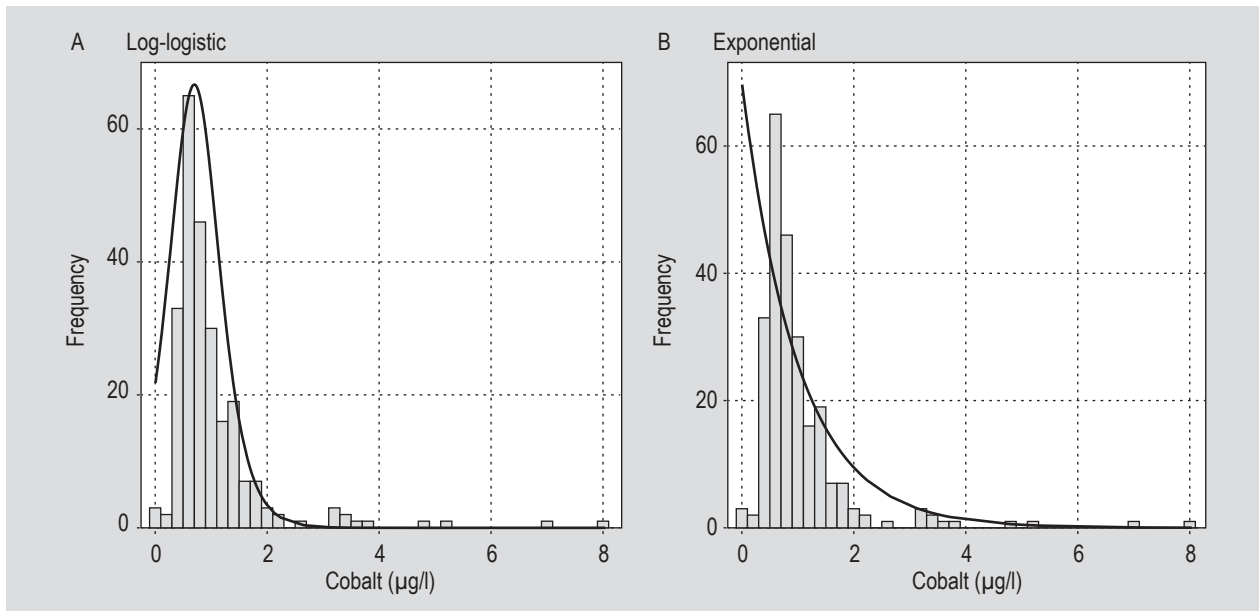 A Log-logistic
60
40
20
0
0 2 4 6 8
Frequency
Cobalt (µg/l)
B Exponential
60
40
20
0
0 2 4 6 8
Frequency
Cobalt (µg/l)